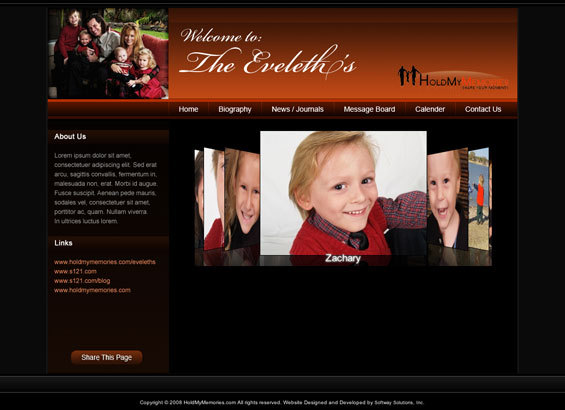 Welcome to:
The Eveleth's
HOLDMYMEMORIES
SHARE YOUR MOMENTS
Home
Biography
News / Journals
Message Board
Calender
Contact Us
About Us
Lorem ipsum dolor sit amet,
consectetuer adipiscing elit. Sed erat
arcu, sagittis convallis, fermentum in,
malesuada non, erat. Morbi id augue.
Fusce suscipit. Aenean pede mauris,
sodales vel, consectetuer sit amet,
porttitor ac, quam. Nullam viverra.
In ultrices luctus lorem.
Links
www.holdmymemories.com/eveleths
www.s121.com
www.s121.com/blog
www.holdmymemories.com
Share This Page
Zachary
Copyright © 2008 HoldMyMemories.com All rights reserved. Website Designed and Developed by Softway Solutions, Inc.